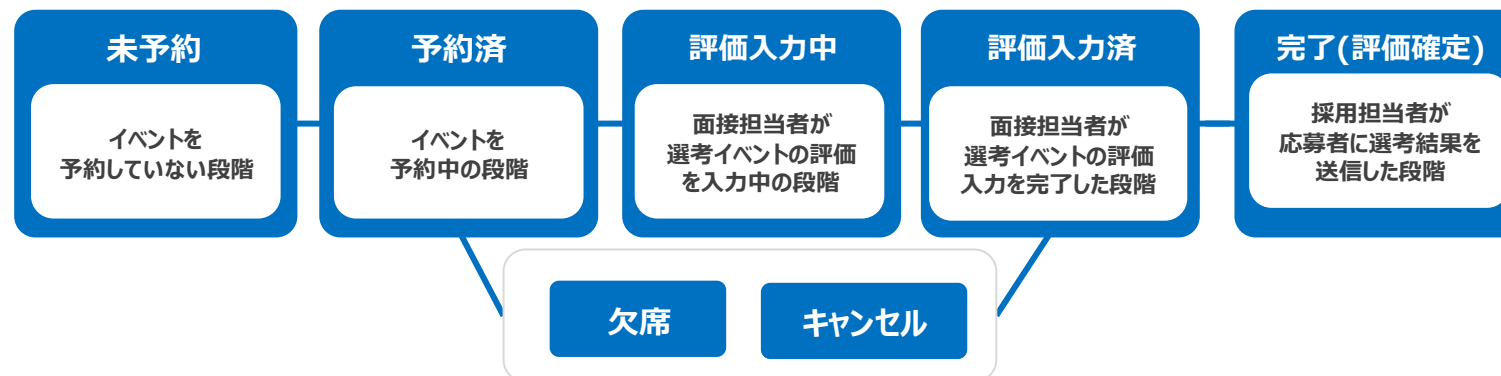 未予約
イベントを
予約していない段階
予約済
イベントを
予約中の段階
評価入力中
面接担当者が
選考イベントの評価
を入力中の段階
評価入力済
面接担当者が
選考イベントの評価
入力を完了した段階
完了(評価確定)
採用担当者が
応募者に選考結果を
送信した段階
欠席
キャンセル